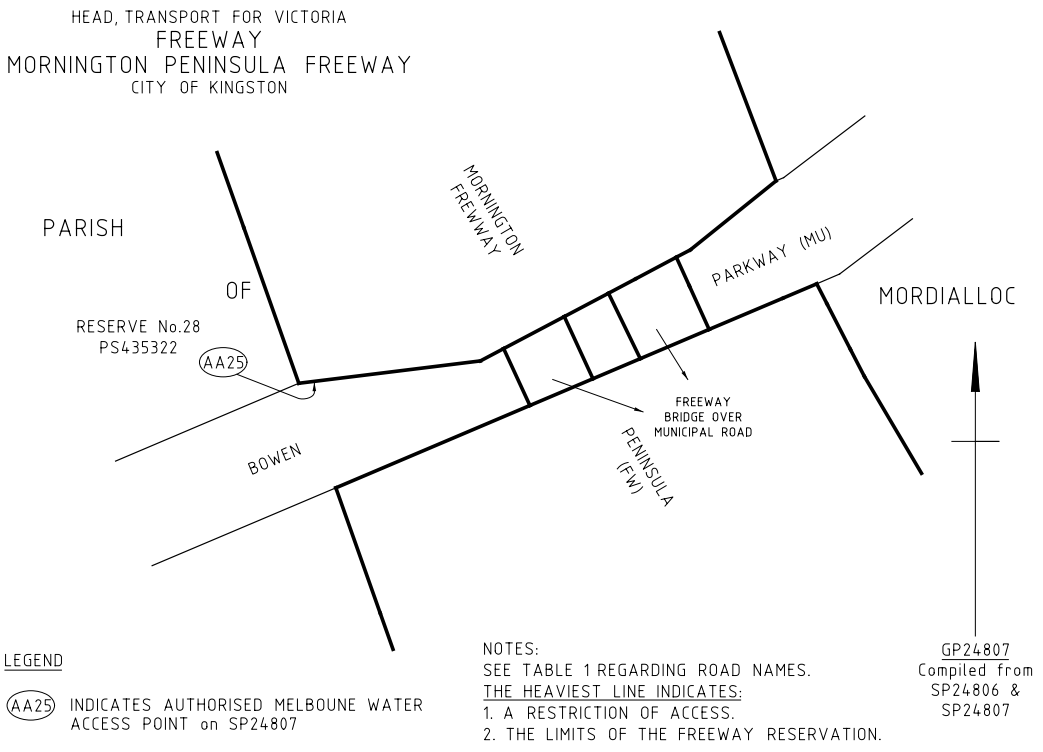 HEAD, TRANSPORT FOR VICTORIA
FREEWAY
MORNINGTON PENINSULA FREEWAY
CITY OF KINGSTON
MORNINGTON
FREWWAY
PARISH
OF
PARKWAY (MU)
MORDIALLOC
RESERVE No.28
PS435322
AA25
FREEWAY
BRIDGE OVER
MUNICIPAL ROAD
BOWEN
PENINSULA
(FW)
LEGEND
AA25 INDICATES AUTHORISED MELBOUNE WATER
ACCESS POINT on SP24807
NOTES:
SEE TABLE 1 REGARDING ROAD NAMES.
THE HEAVIEST LINE INDICATES:
1. A RESTRICTION OF ACCESS.
2. THE LIMITS OF THE FREEWAY RESERVATION.
GP24807
Compiled from
SP24806 &
SP24807